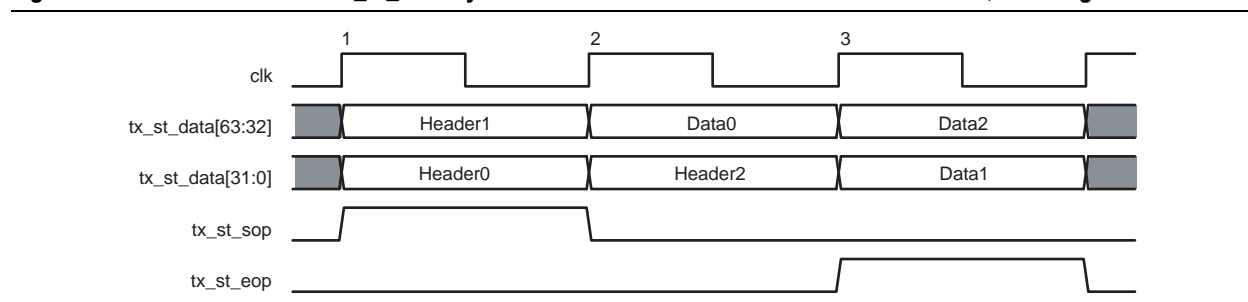 1 2 3
clk
tx_st_data[63:32] Header1 Data0 Data2
tx_st_data[31:0] Header0 Header2 Data1
tx_st_sop
tx_st_eop